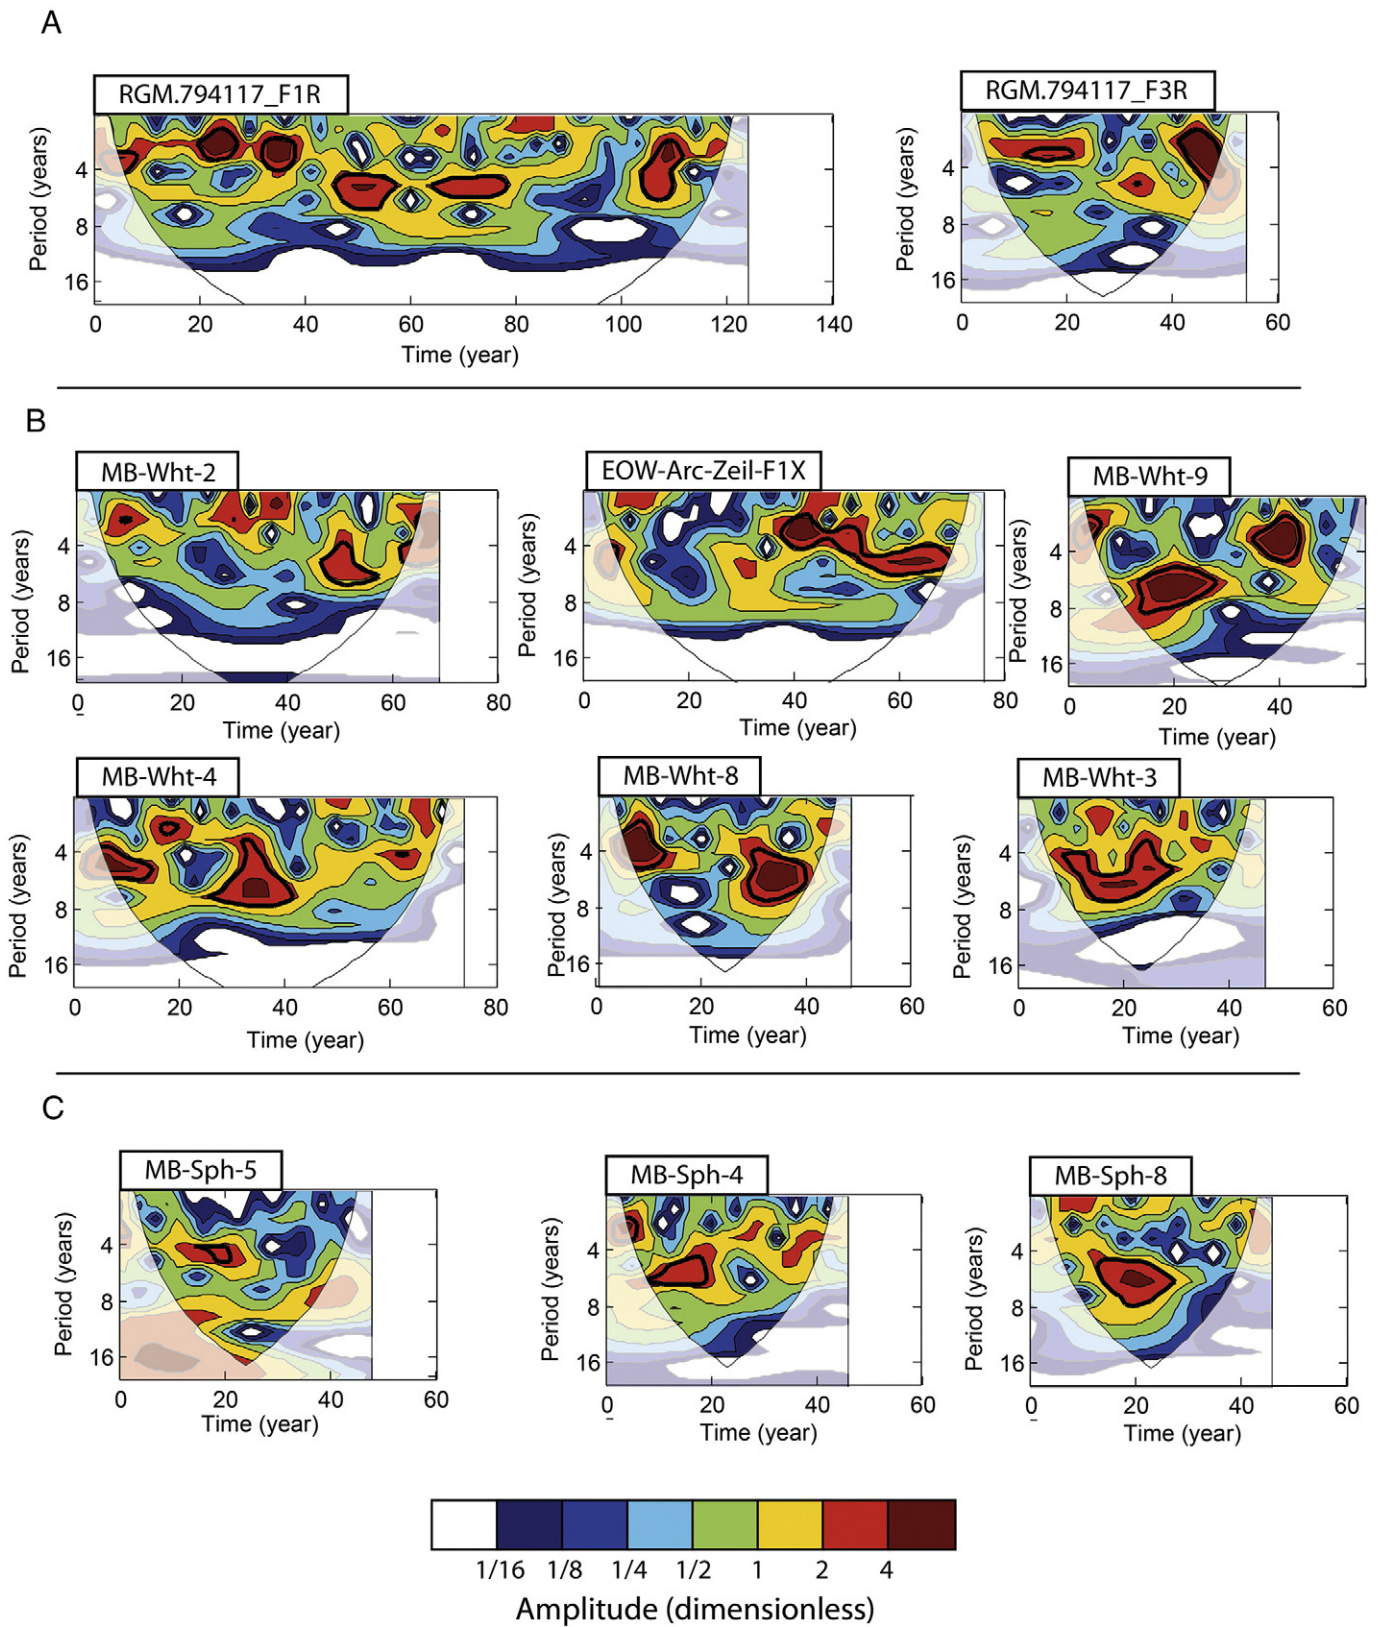 A
RGM.794117_F1R
RGM.794117_F3R
Period (years)
4
8
16
0 20 40 60 80 100 120 140
Time (year)
Period (years)
4
8
16
0 20 40 60
B
MB-Wht-2
EOW-Arc-Zeil-F1X
MB-Wht-9
Period (years)
4
8
16
0 20 40 60 80
Time (year)
Period (years)
4
8
16
0 20 40 60 80
Time (year)
Period (years)
4
8
16
0 20 40
Time (year)
MB-Wht-4
MB-Wht-8
MB-Wht-3
Period (years)
4
8
16
0 20 40 60 80
Time (year)
Period (years)
4
8
16
0 20 40 60
Time (year)
Period (years)
4
8
16
0 20 40 60
Time (year)
C
MB-Sph-5
MB-Sph-4
MB-Sph-8
Period (years)
4
8
16
0 20 40 60
Time (year)
Period (years)
4
8
16
0 20 40 60
Time (year)
Period (years)
4
8
16
0 20 40 60
Time (year)
1/16 1/8 1/4 1/2 1 2 4
Amplitude (dimensionless)